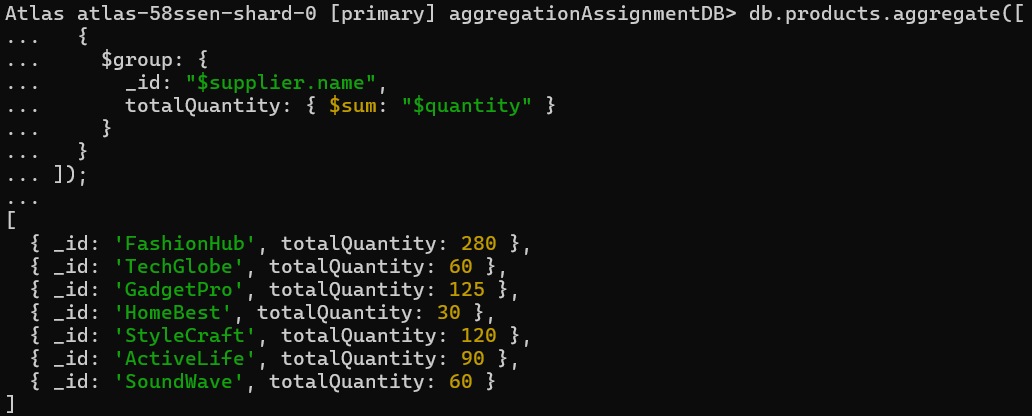 Atlas atlas-58ssen-shard-0 [primary] aggregationAssignmentDB> db.products.aggregate([
...   {
...     $group: {
...       _id: "$supplier.name",
...       totalQuantity: { $sum: "$quantity" }
...     }
...   }
... ]);
...
[
  { _id: 'FashionHub', totalQuantity: 280 },
  { _id: 'TechGlobe', totalQuantity: 60 },
  { _id: 'GadgetPro', totalQuantity: 125 },
  { _id: 'HomeBest', totalQuantity: 30 },
  { _id: 'StyleCraft', totalQuantity: 120 },
  { _id: 'ActiveLife', totalQuantity: 90 },
  { _id: 'SoundWave', totalQuantity: 60 }
]